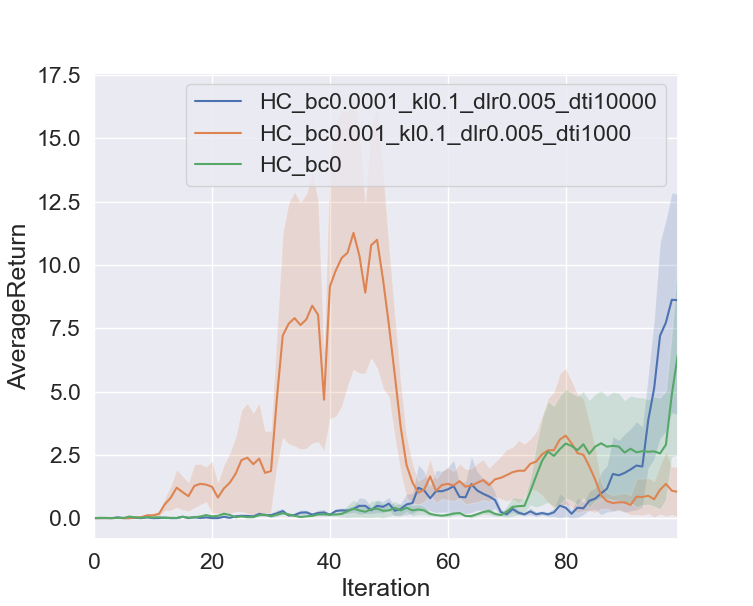 17.5
15.0
12.5
10.0
7.5
5.0
2.5
0.0
AverageReturn
HC_bc0.0001_kl0.1_dlr0.005_dti10000
HC_bc0.001_kl0.1_dlr0.005_dti1000
HC_bc0
0 20 40 60 80
Iteration